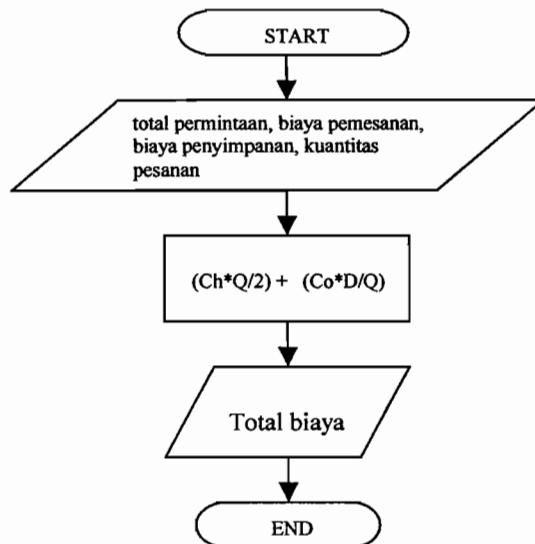 START
total permintaan, biaya pemesanan,
biaya penyimpanan, kuantitas
pesanan
(Ch*Q/2) + (Co*D/Q)
Total biaya
END